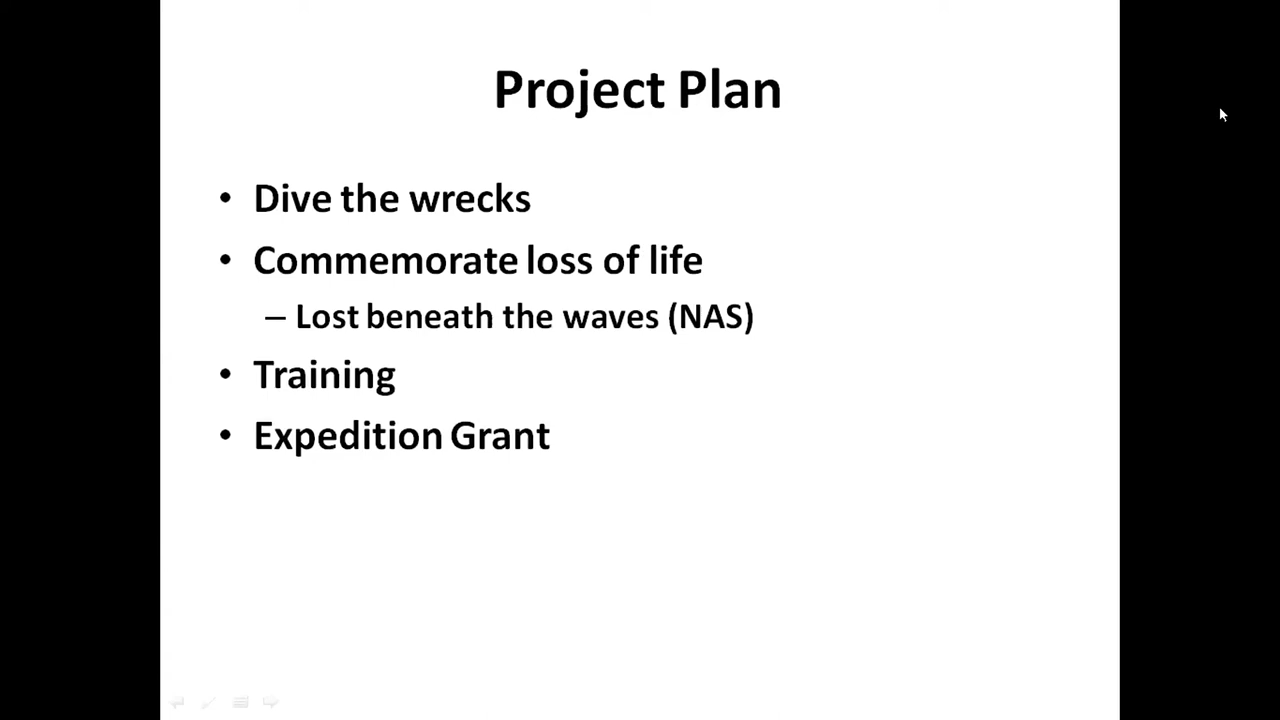 Project Plan
• Dive the wrecks
• Commemorate loss of life
– Lost beneath the waves (NAS)
• Training
• Expedition Grant